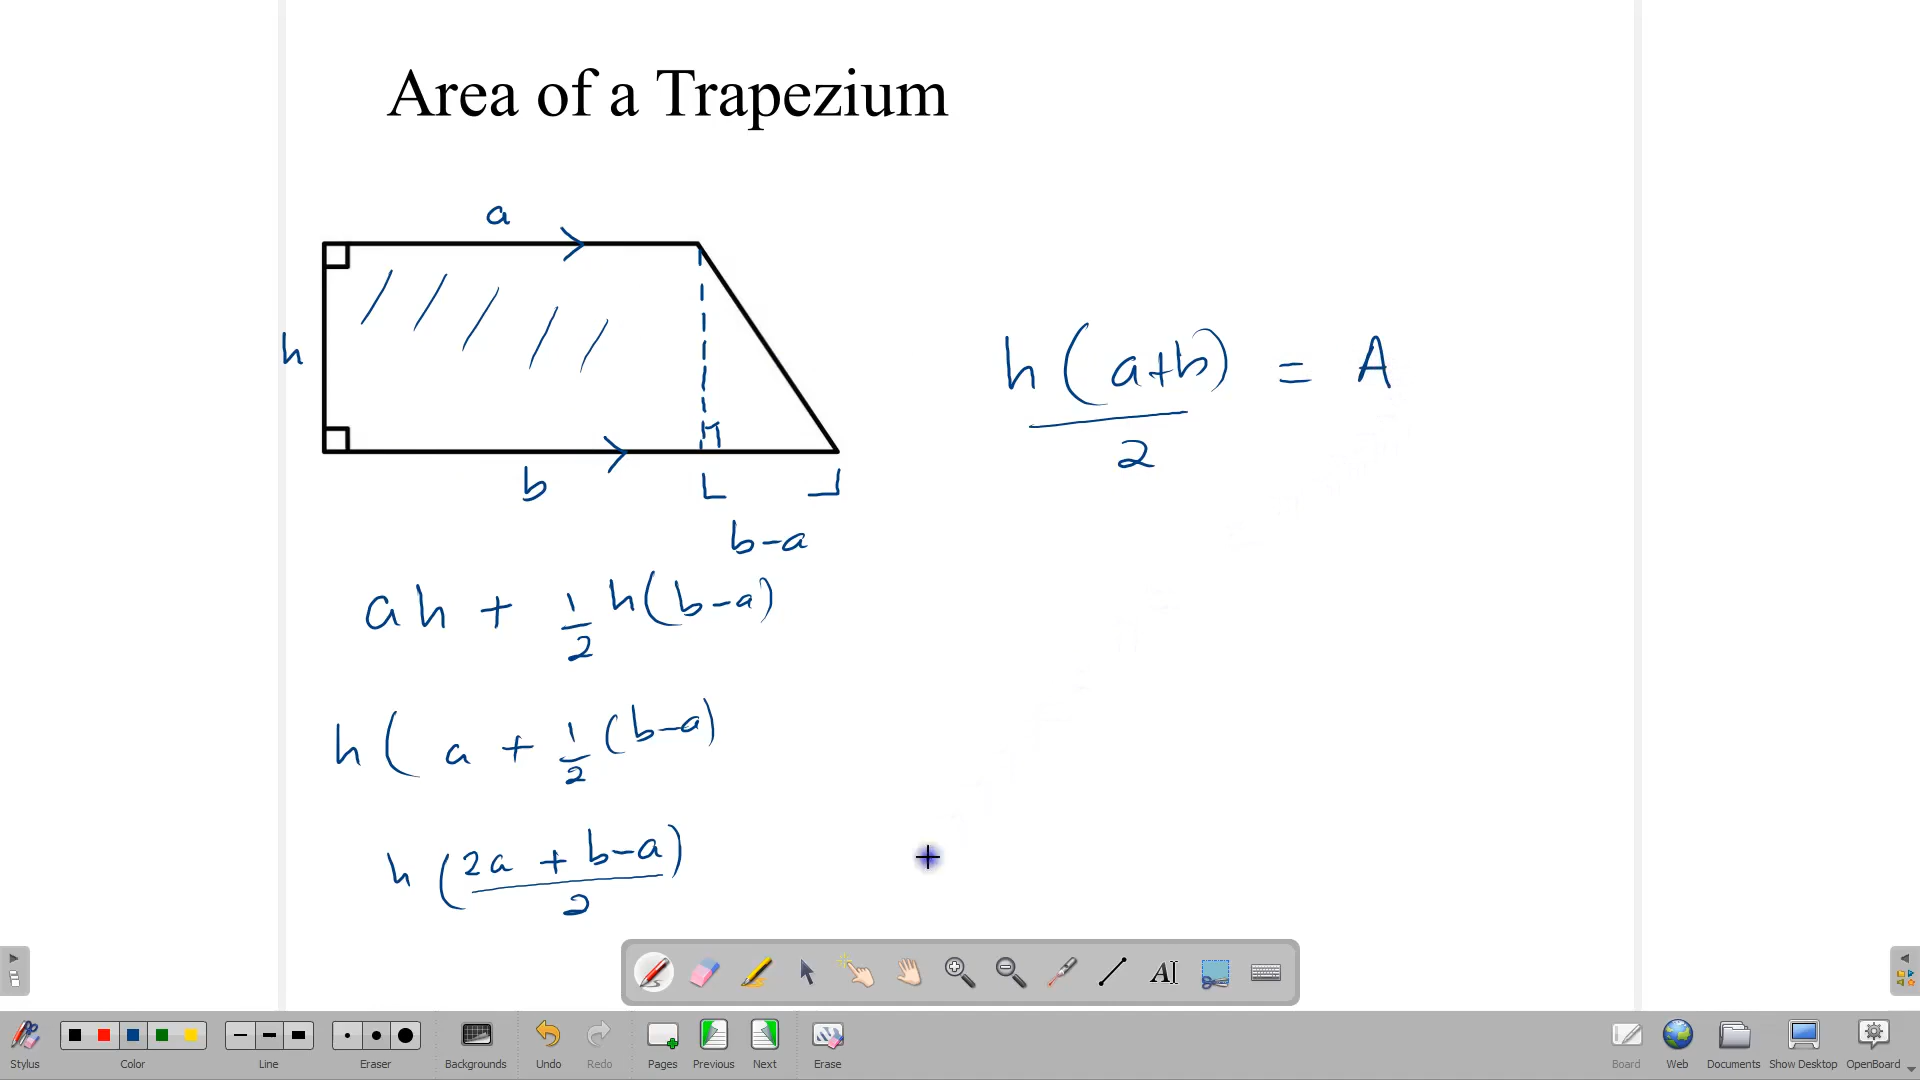 Area of a Trapezium
a
h
b
b-a
ah + 1/2 h(b-a)
h( a + 1/2 (b-a)
h (2a + b-a)/2
h(a+b)/2 = A
AI
Stylus
Color
Line
Eraser
Backgrounds
Undo
Redo
Pages
Previous
Next
Erase
Board
Web
Documents
Show Desktop
OpenBoard